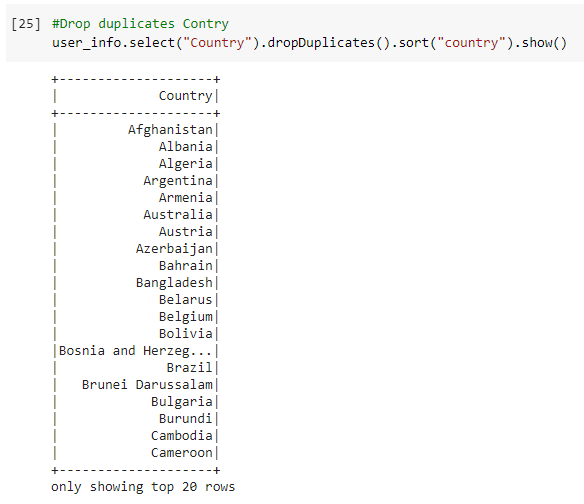 [25] #Drop duplicates Contry
user_info.select("Country").dropDuplicates().sort("country").show()
+--------------------+
|             Country|
+--------------------+
|         Afghanistan|
|             Albania|
|             Algeria|
|           Argentina|
|             Armenia|
|           Australia|
|             Austria|
|          Azerbaijan|
|             Bahrain|
|          Bangladesh|
|             Belarus|
|             Belgium|
|             Bolivia|
|Bosnia and Herzeg...|
|              Brazil|
|   Brunei Darussalam|
|            Bulgaria|
|             Burundi|
|            Cambodia|
|            Cameroon|
+--------------------+
only showing top 20 rows